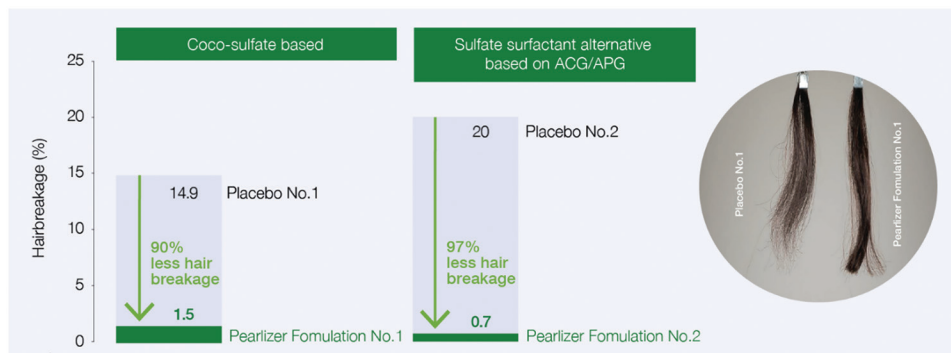 Coco-sulfate based
Sulfate surfactant alternative
based on ACG/APG
Hairbreakage (%)
25
20
15
10
5
0
14.9
Placebo No.1
90%
less hair
breakage
1.5
Pearlizer Fomulation No.1
20
Placebo No.2
97%
less hair
breakage
0.7
Pearlizer Fomulation No.2
Placebo No.1
Pearlizer Fomulation No.1